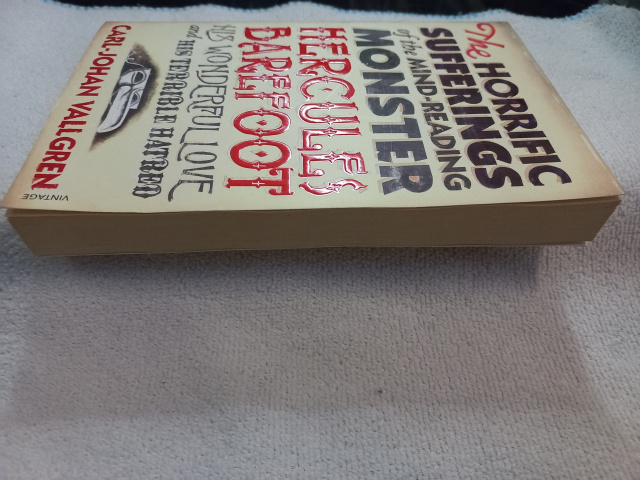 The HORRIFIC
SUFFERINGS
of the MIND-READING
MONSTER
HERCULES
BAREFOOT
HIS WONDERFUL LOVE
and HIS TERRIBLE HATRED
CARL-JOHAN VALLGREN
VINTAGE